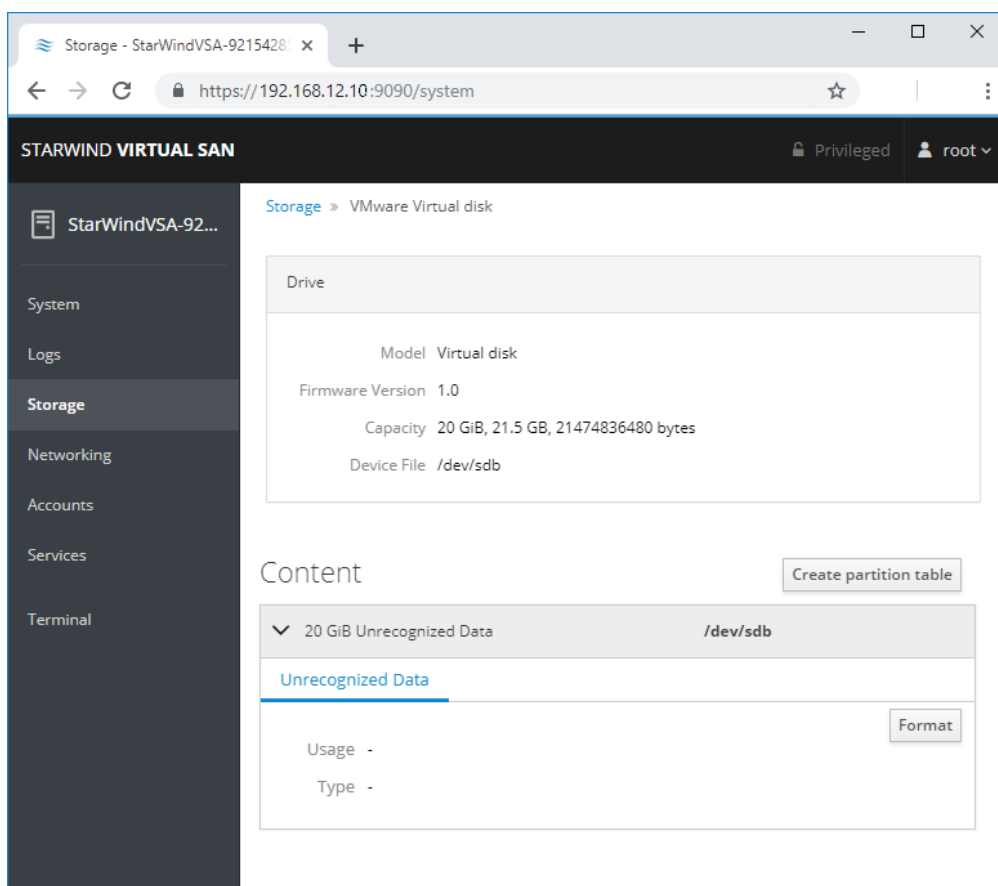 Storage - StarWindVSA-9215428
https://192.168.12.10:9090/system
STARWIND VIRTUAL SAN
Privileged
root
StarWindVSA-92...
System
Logs
Storage
Networking
Accounts
Services
Terminal
Storage » VMware Virtual disk
Drive
Model Virtual disk
Firmware Version 1.0
Capacity 20 GiB, 21.5 GB, 21474836480 bytes
Device File /dev/sdb
Content
Create partition table
20 GiB Unrecognized Data /dev/sdb
Unrecognized Data
Format
Usage -
Type -